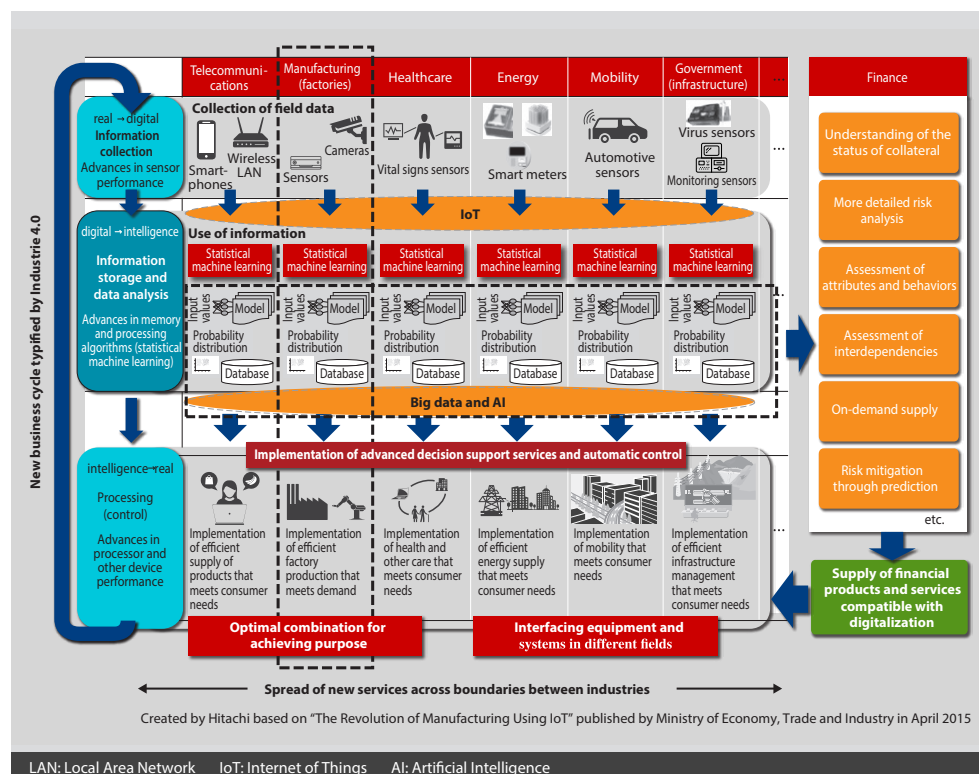 New business cycle typified by Industrie 4.0
Telecommuni-
cations
Manufacturing
(factories)
Healthcare
Energy
Mobility
Government
(infrastructure)
...
Finance
real → digital
Information
collection
Advances in sensor
performance
Collection of field data
Smart-
phones
Wireless
LAN
Sensors
Cameras
Vital signs sensors
Smart meters
Automotive
sensors
Virus sensors
Monitoring sensors
...
IoT
digital → intelligence
Information
storage and
data analysis
Advances in memory
and processing
algorithms (statistical
machine learning)
Use of information
Statistical
machine learning
Statistical
machine learning
Statistical
machine learning
Statistical
machine learning
Statistical
machine learning
Statistical
machine learning
...
Input
values
Model
Probability
distribution
Database
Input
values
Model
Probability
distribution
Database
Input
values
Model
Probability
distribution
Database
Input
values
Model
Probability
distribution
Database
Input
values
Model
Probability
distribution
Database
Input
values
Model
Probability
distribution
Database
Big data and AI
Implementation of advanced decision support services and automatic control
intelligence→real
Processing
(control)
Advances in
processor and
other device
performance
Implementation
of efficient
supply of
products that
meets consumer
needs
Implementation
of efficient
factory
production that
meets demand
Implementation
of health and
other care that
meets consumer
needs
Implementation
of efficient
energy supply
that meets
consumer needs
Implementation
of mobility that
meets consumer
needs
Implementation
of efficient
infrastructure
management
that meets
consumer needs
...
Optimal combination for
achieving purpose
Interfacing equipment and
systems in different fields
Understanding of the
status of collateral
More detailed risk
analysis
Assessment of
attributes and behaviors
Assessment of
interdependencies
On-demand supply
Risk mitigation
through prediction
etc.
Supply of financial
products and services
compatible with
digitalization
Spread of new services across boundaries between industries
Created by Hitachi based on “The Revolution of Manufacturing Using IoT” published by Ministry of Economy, Trade and Industry in April 2015
LAN: Local Area Network IoT: Internet of Things AI: Artificial Intelligence